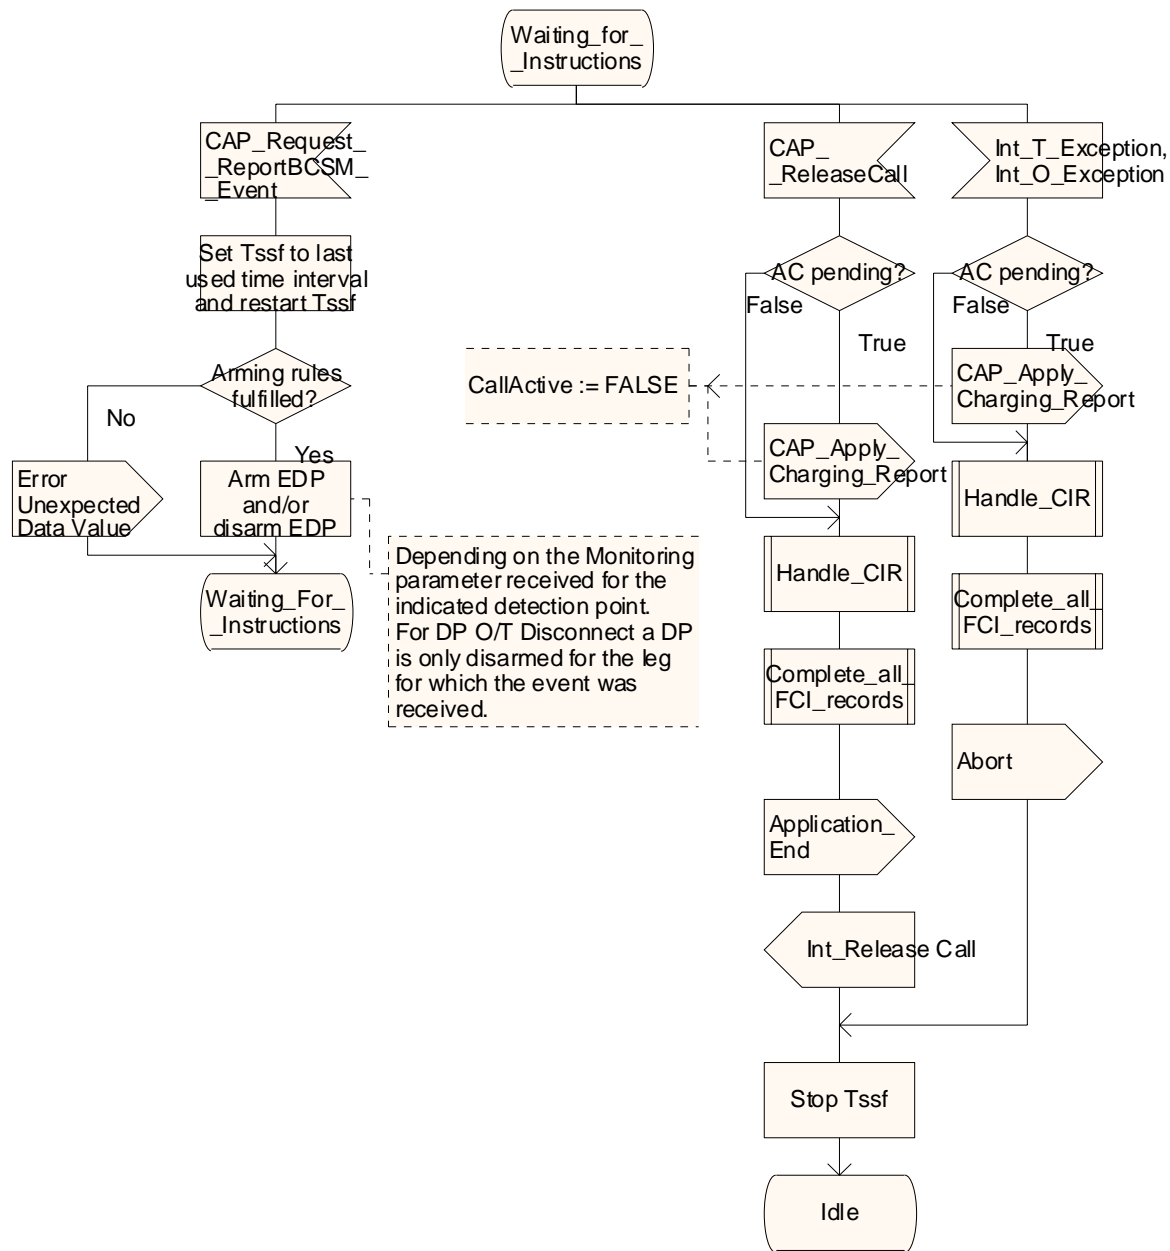 Waiting_for_
_Instructions
CAP_Request_
_ReportBCSM_
_Event
CAP_
_ReleaseCall
Int_T_Exception,
Int_O_Exception
Set Tssf to last
used time interval
and restart Tssf
AC pending?
False
True
AC pending?
False
True
Arming rules
fulfilled?
No
Yes
CallActive := FALSE
CAP_Apply_
Charging_Report
CAP_Apply_
Charging_Report
Error
Unexpected
Data Value
Arm EDP
and/or
disarm EDP
Handle_CIR
Depending on the Monitoring
parameter received for the
indicated detection point.
For DP O/T Disconnect a DP
is only disarmed for the leg
for which the event was
received.
Handle_CIR
Waiting_For_
_Instructions
Complete_all_
FCI_records
Complete_all_
FCI_records
Abort
Application_
End
Int_Release Call
Stop Tssf
Idle